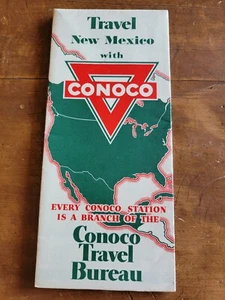 Travel
New Mexico
with
CONOCO
EVERY CONOCO STATION
IS A BRANCH OF THE
Conoco
Travel
Bureau